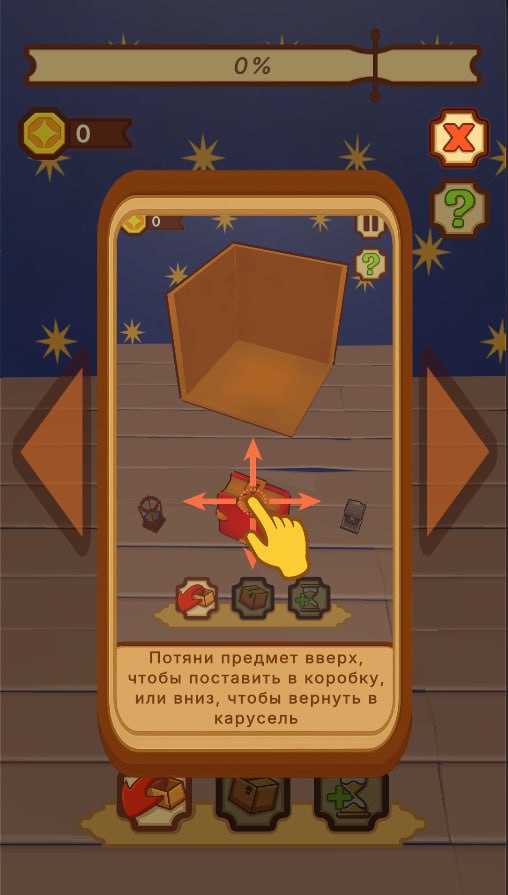 0%
0
0
?
?
Потяни предмет вверх,
чтобы поставить в коробку,
или вниз, чтобы вернуть в
карусель